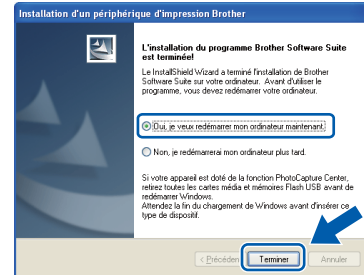 Installation d'un périphérique d'impression Brother
L'installation du programme Brother Software Suite
est terminée!
Le InstallShield Wizard a terminé l'installation de Brother
Software Suite sur votre ordinateur. Avant d'utiliser le
programme, vous devez redémarrer votre ordinateur.
Oui, je veux redémarrer mon ordinateur maintenant.
Non, je redémarrerai mon ordinateur plus tard.
Si votre appareil est doté de la fonction PhotoCapture Center,
retirez toutes les cartes média et mémoires Flash USB avant de
redémarrer Windows.
Attendez la fin du chargement de Windows avant d'insérer ce
type de dispositif.
< Précéden Terminer Annuler